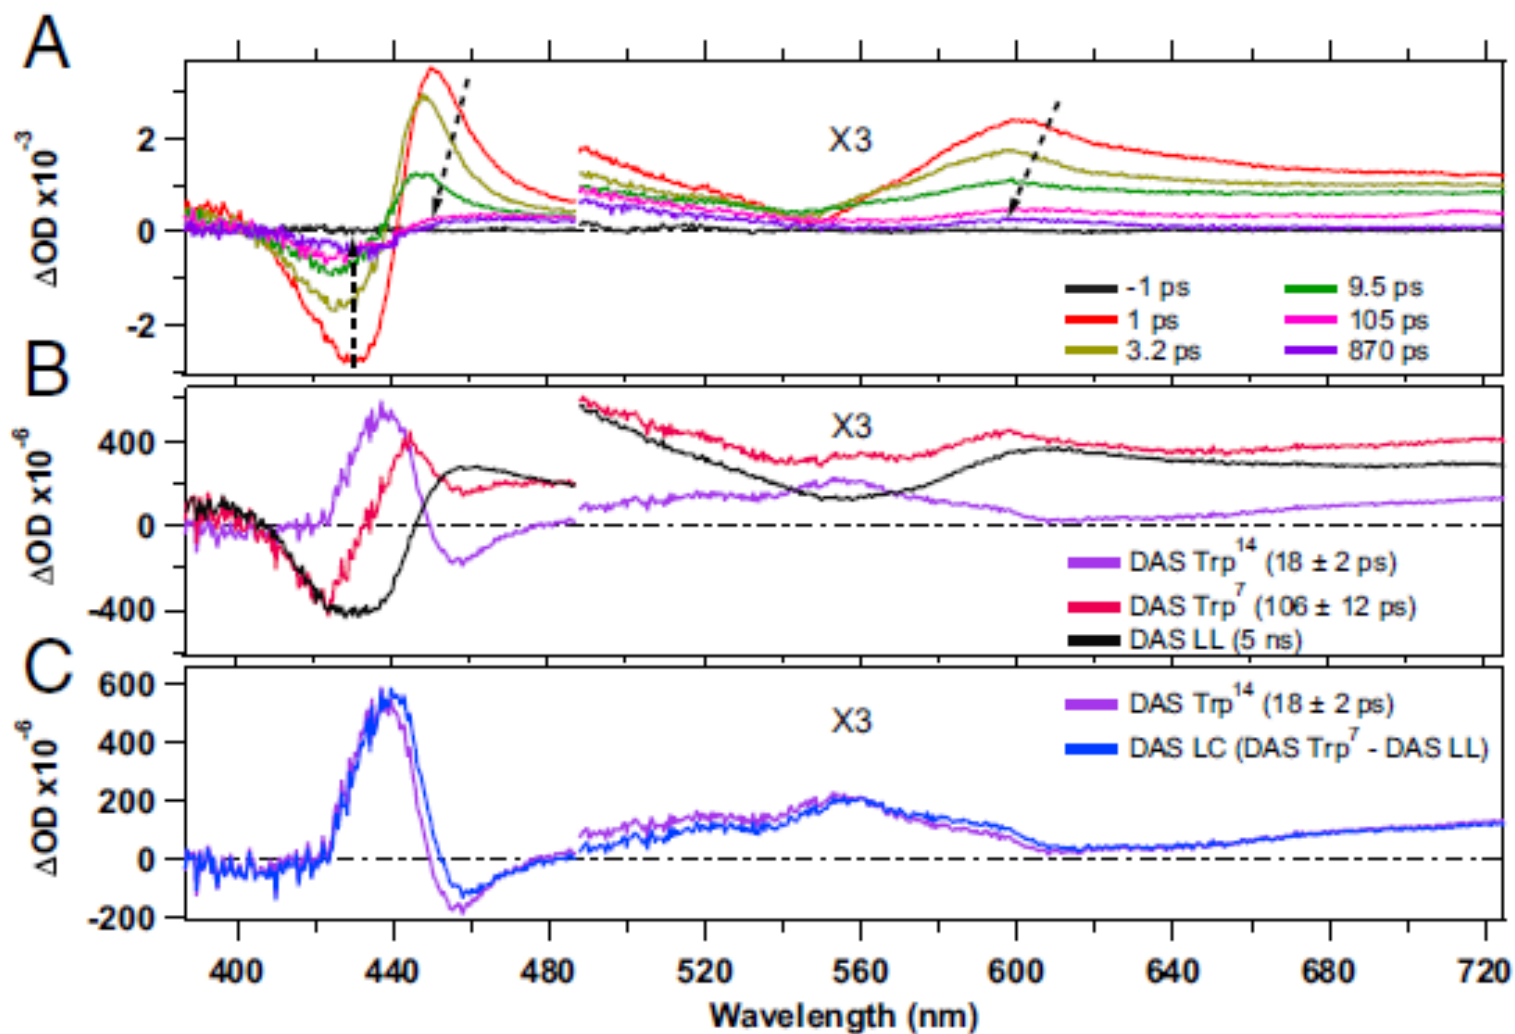 A
ΔOD x10⁻³
2
0
-2
X3
-1 ps
1 ps
3.2 ps
9.5 ps
105 ps
870 ps
B
ΔOD x10⁻⁶
400
0
-400
X3
DAS Trp¹⁴ (18 ± 2 ps)
DAS Trp⁷ (106 ± 12 ps)
DAS LL (5 ns)
C
ΔOD x10⁻⁶
600
400
200
0
-200
X3
DAS Trp¹⁴ (18 ± 2 ps)
DAS LC (DAS Trp⁷ - DAS LL)
400 440 480 520 560 600 640 680 720
Wavelength (nm)